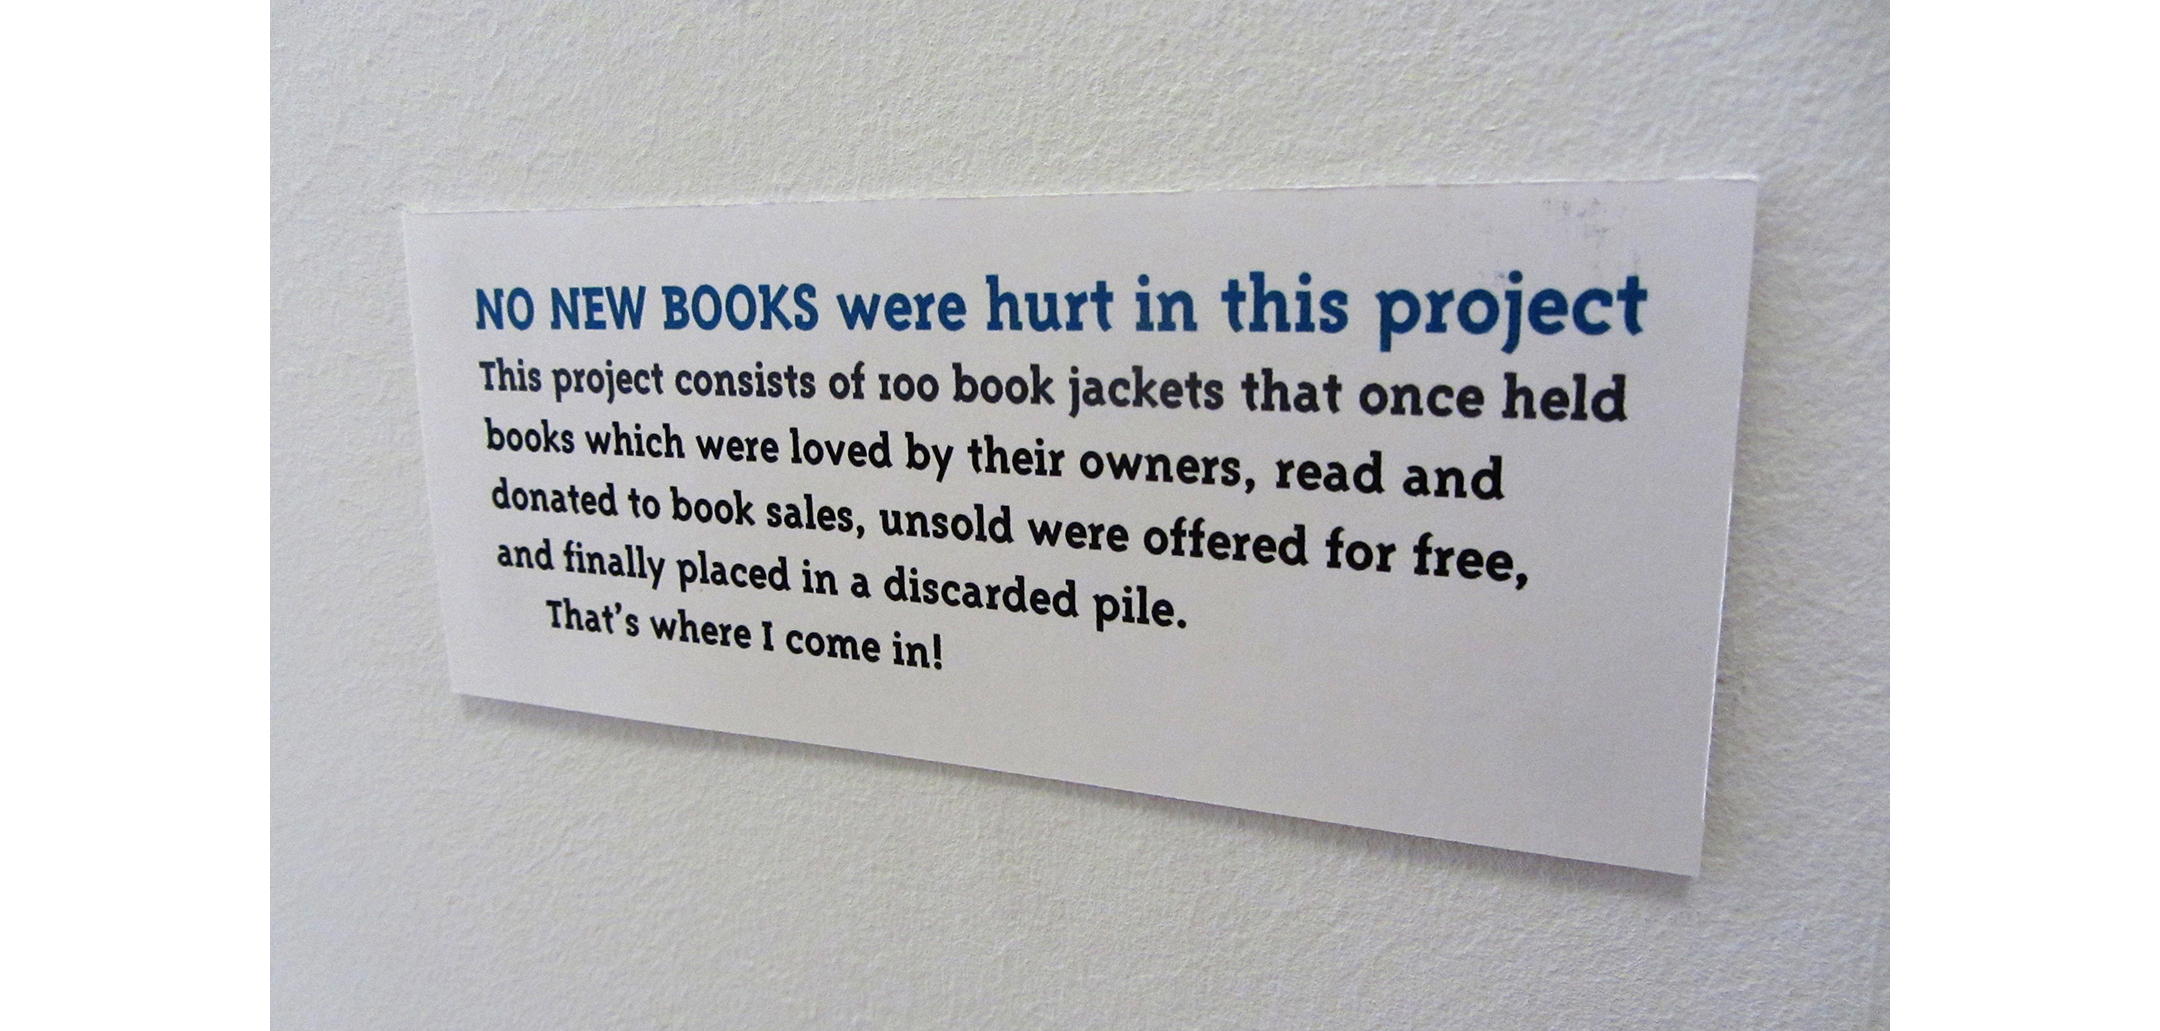 NO NEW BOOKS were hurt in this project
This project consists of 100 book jackets that once held
books which were loved by their owners, read and
donated to book sales, unsold were offered for free,
and finally placed in a discarded pile.
That's where I come in!